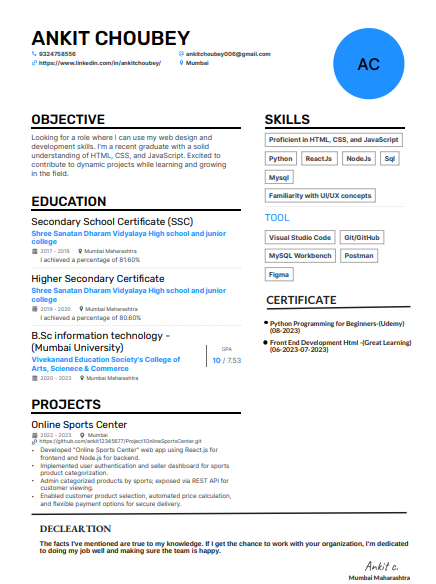 ANKIT CHOUBEY
9324758556
ankitchoubey006@gmail.com
https://www.linkedin.com/in/ankitchoubey/
Mumbai
AC
OBJECTIVE
Looking for a role where I can use my web design and
development skills. I'm a recent graduate with a solid
understanding of HTML, CSS, and JavaScript. Excited to
contribute to dynamic projects while learning and growing
in the field.
EDUCATION
Secondary School Certificate (SSC)
Shree Sanatan Dharam Vidyalaya High school and junior
college
2017 - 2018 Mumbai Maharashtra
I achieved a percentage of 81.60%
Higher Secondary Certificate
Shree Sanatan Dharam Vidyalaya High school and junior
college
2019 - 2020 Mumbai Maharashtra
I achieved a percentage of 80.60%
B.Sc information technology -
(Mumbai University)
Vivekanand Education Society's College of
Arts, Scienece & Commerce
2020 - 2023 Mumbai Maharashtra
GPA
10 / 7.53
PROJECTS
Online Sports Center
2022 - 2023 Mumbai
https://github.com/ankit12345677/Project1OnlineSportsCenter.git
• Developed "Online Sports Center" web app using React.js for
frontend and Node.js for backend.
• Implemented user authentication and seller dashboard for sports
product categorization.
• Admin categorized products by sports; exposed via REST API for
customer viewing.
• Enabled customer product selection, automated price calculation,
and flexible payment options for secure delivery.
SKILLS
Proficient in HTML, CSS, and JavaScript
Python ReactJs NodeJs Sql
Mysql
Familiarity with UI/UX concepts
TOOL
Visual Studio Code Git/GitHub
MySQL Workbench Postman
Figma
CERTIFICATE
• Python Programming for Beginners-(Udemy)
(08-2023)
• Front End Development Html -(Great Learning)
(06-2023-07-2023)
DECLEARTION
The facts I've mentioned are true to my knowledge. If I get the chance to work with your organization, I'm dedicated
to doing my job well and making sure the team is happy.
Ankit c.
Mumbai Maharashtra